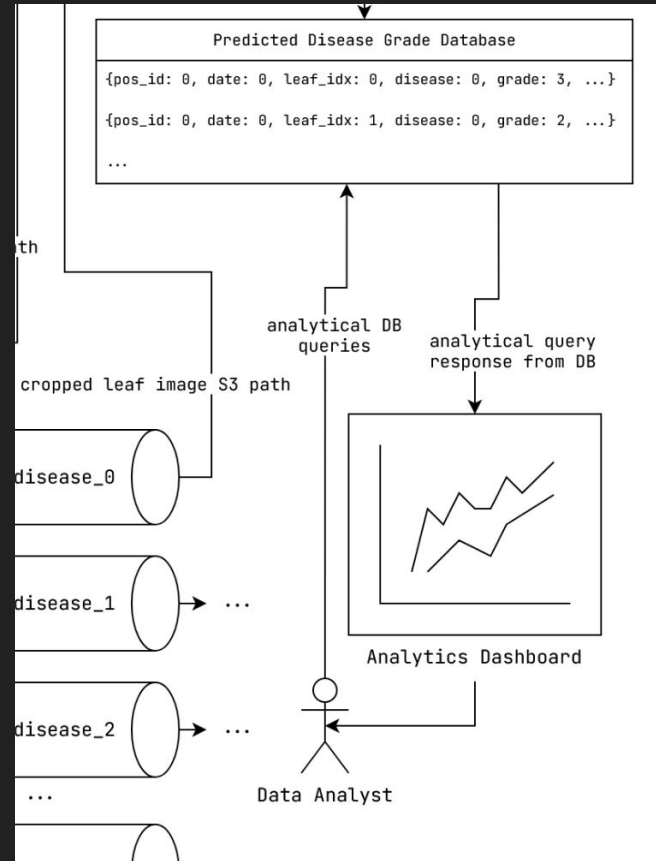 Predicted Disease Grade Database
{pos_id: 0, date: 0, leaf_idx: 0, disease: 0, grade: 3, ...}
{pos_id: 0, date: 0, leaf_idx: 1, disease: 0, grade: 2, ...}
...
analytical DB
queries
analytical query
response from DB
cropped leaf image S3 path
disease_0
disease_1
...
disease_2
...
...
Analytics Dashboard
Data Analyst